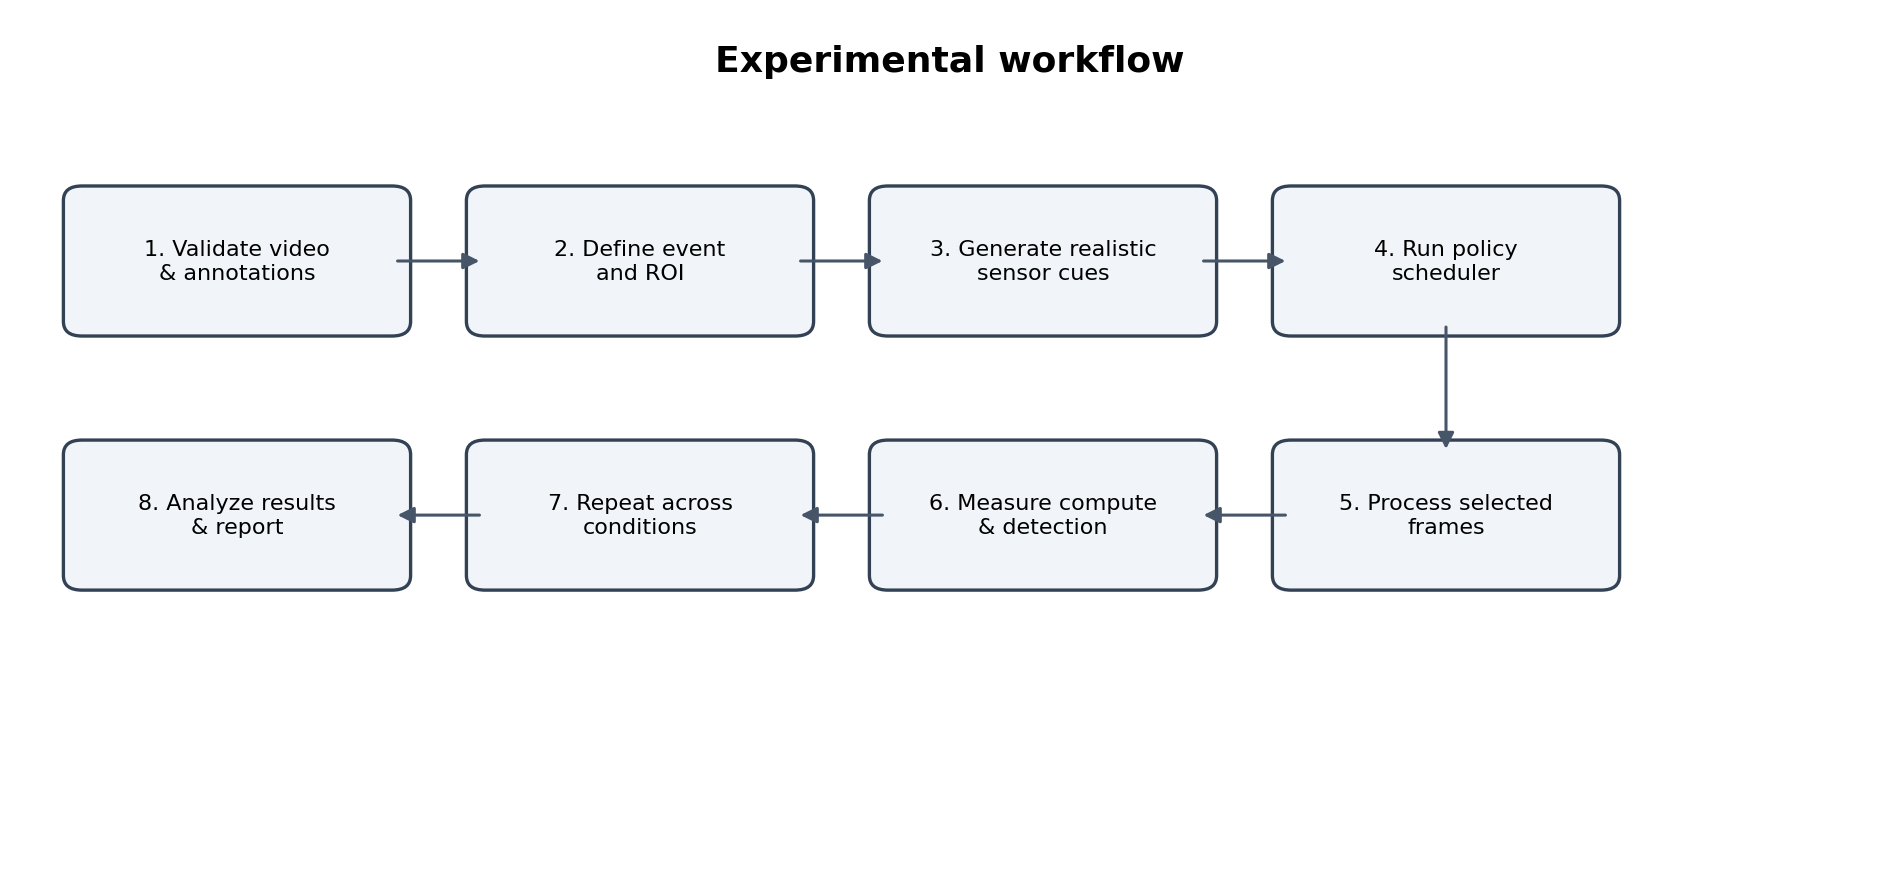 Experimental workflow
1. Validate video
& annotations
2. Define event
and ROI
3. Generate realistic
sensor cues
4. Run policy
scheduler
5. Process selected
frames
6. Measure compute
& detection
7. Repeat across
conditions
8. Analyze results
& report